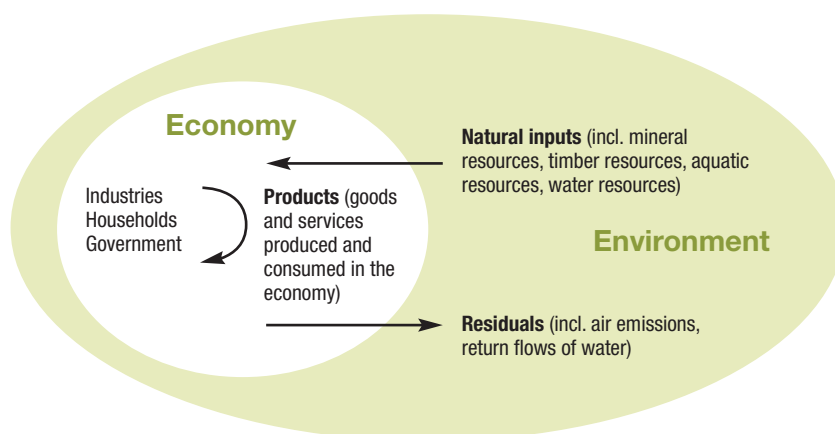 Economy
Industries
Households
Government
Products (goods
and services
produced and
consumed in the
economy)
Natural inputs (incl. mineral
resources, timber resources, aquatic
resources, water resources)
Environment
Residuals (incl. air emissions,
return flows of water)